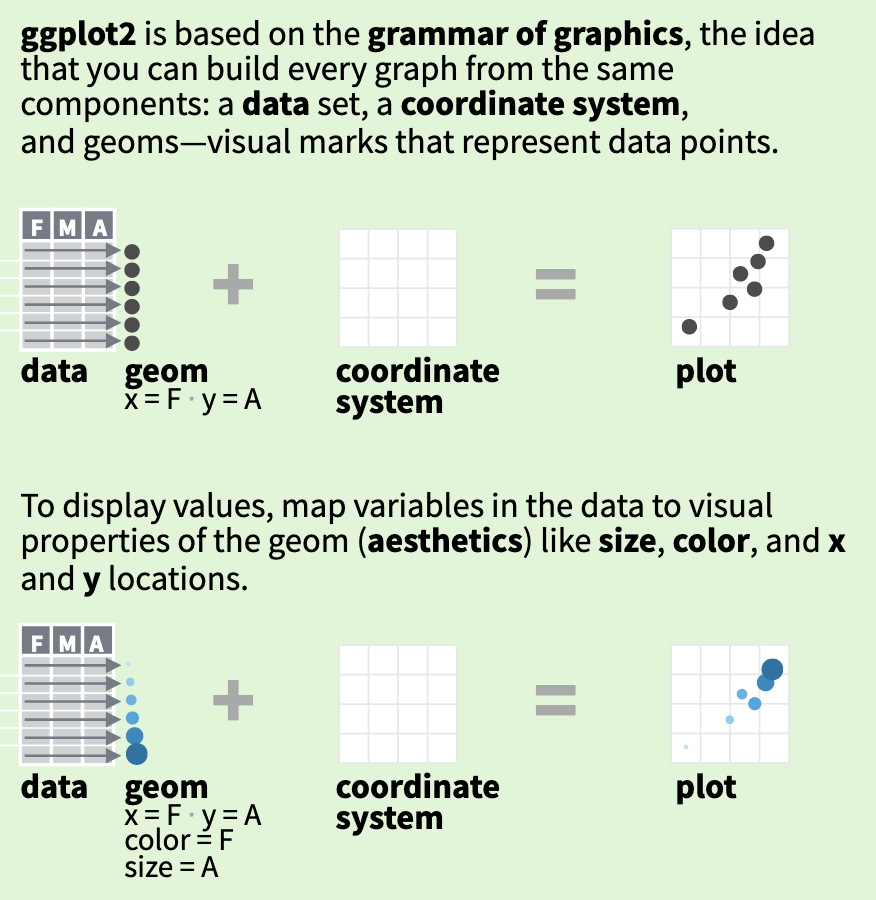 ggplot2 is based on the grammar of graphics, the idea
that you can build every graph from the same
components: a data set, a coordinate system,
and geoms—visual marks that represent data points.
F M A
data
geom
x = F · y = A
coordinate
system
plot
To display values, map variables in the data to visual
properties of the geom (aesthetics) like size, color, and x
and y locations.
F M A
data
geom
x = F · y = A
color = F
size = A
coordinate
system
plot